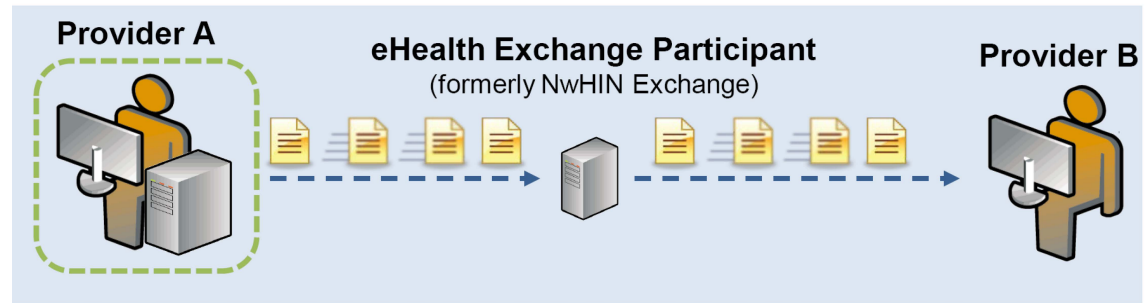 Provider A
eHealth Exchange Participant
(formerly NwHIN Exchange)
Provider B